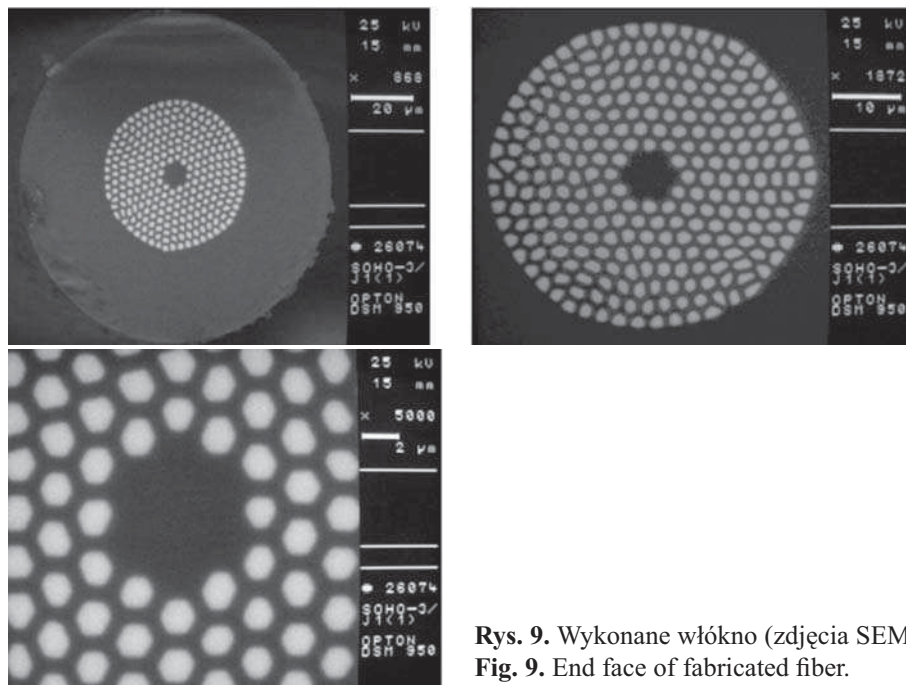 25 kV
15 mm
× 868
20 µm
26074
SOHO-3/
J1(1)
OPTON
DSM 950
25 kV
15 mm
× 1872
10 µm
26074
SOHO-3/
J1(1)
OPTON
DSM 950
25 kV
15 mm
× 5000
2 µm
26074
SOHO-3/
J1(1)
OPTON
DSM 950
Rys. 9. Wykonane włókno (zdjęcia SEM
Fig. 9. End face of fabricated fiber.